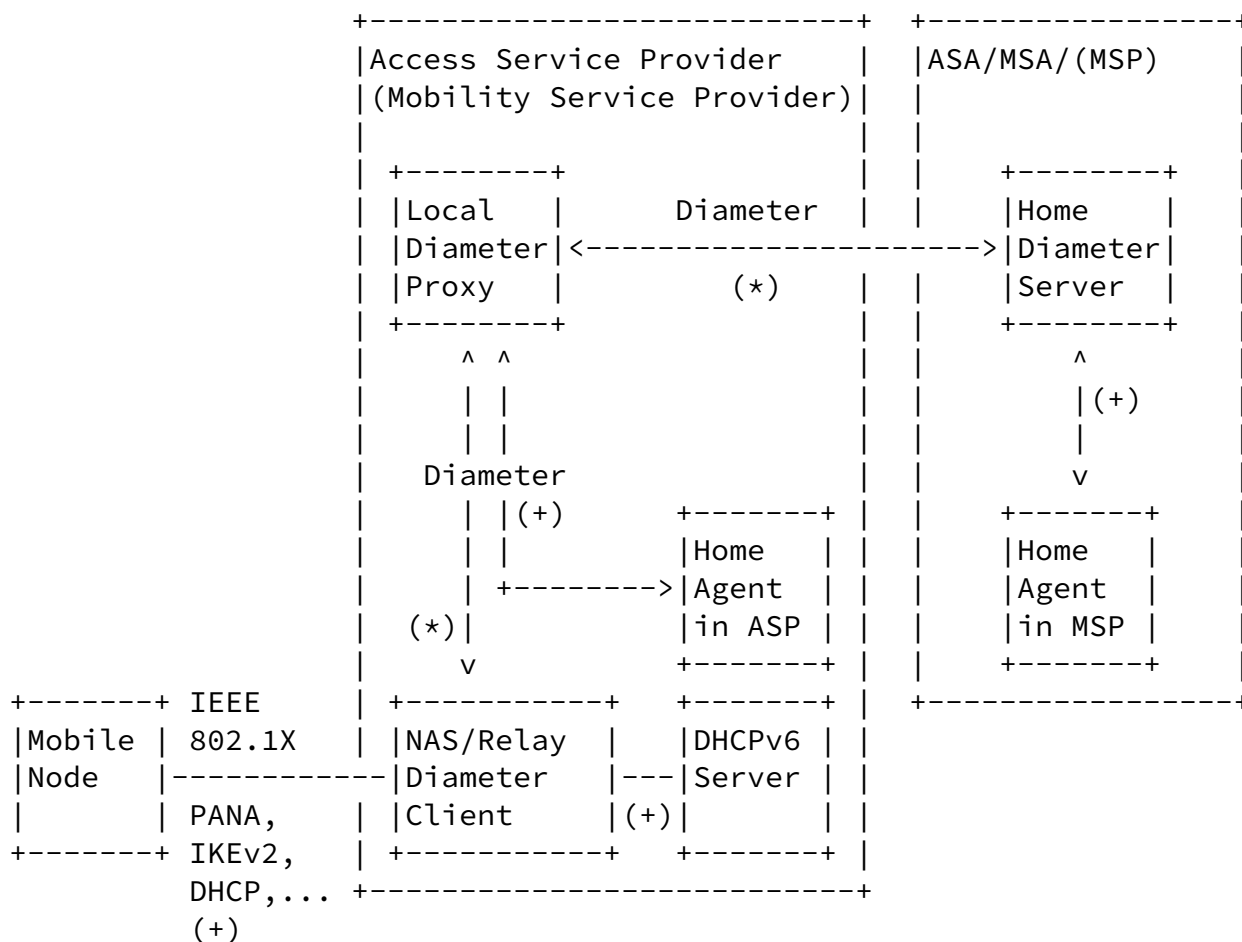 Access Service Provider
(Mobility Service Provider)
ASA/MSA/(MSP)
Local
Diameter
Proxy
Diameter
(*)
Home
Diameter
Server
(+)
Diameter
(+)
Home
Agent
in ASP
Home
Agent
in MSP
(*)
Mobile
Node
IEEE
802.1X
PANA,
IKEv2,
DHCP,...
(+)
NAS/Relay
Diameter
Client
(+)
DHCPv6
Server